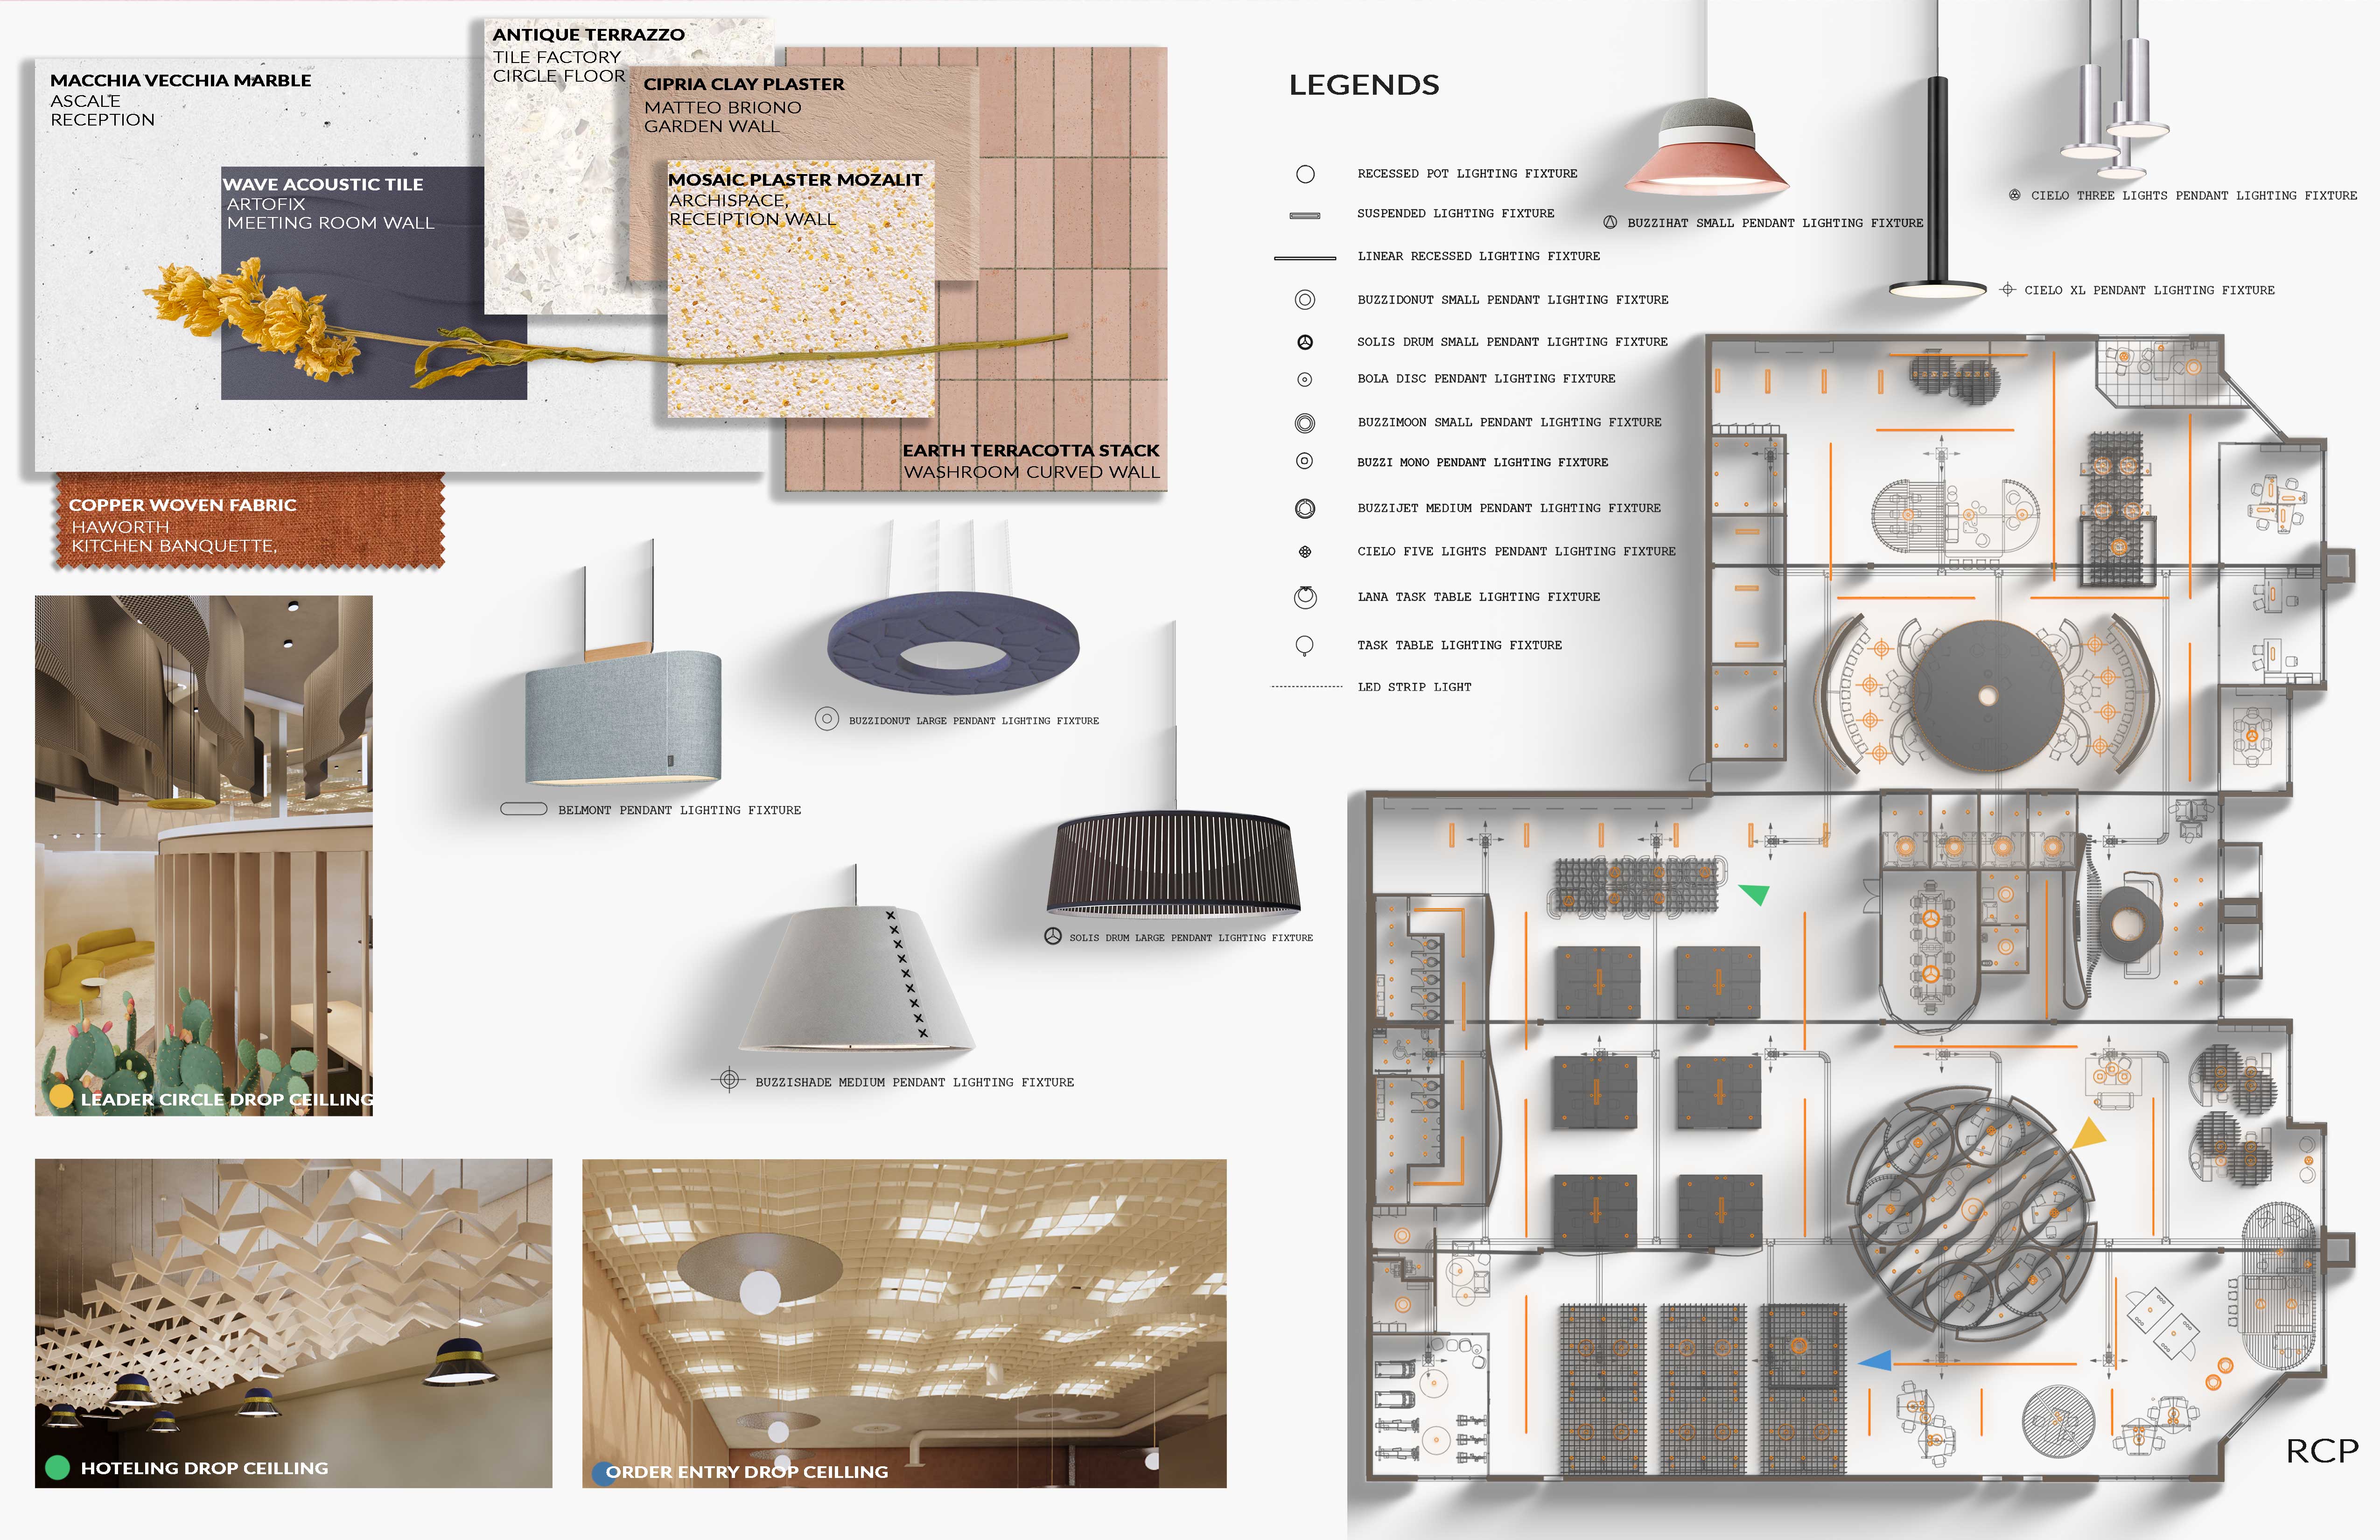 ANTIQUE TERRAZZO
TILE FACTORY
CIRCLE FLOOR
MACCHIA VECCHIA MARBLE
ASCALE
RECEPTION
CIPRIA CLAY PLASTER
MATTEO BRIONO
GARDEN WALL
WAVE ACOUSTIC TILE
ARTOFIX
MEETING ROOM WALL
MOSAIC PLASTER MOZALIT
ARCHISPACE,
RECEIPTION WALL
EARTH TERRACOTTA STACK
WASHROOM CURVED WALL
COPPER WOVEN FABRIC
HAWORTH
KITCHEN BANQUETTE,
LEGENDS
RECESSED POT LIGHTING FIXTURE
SUSPENDED LIGHTING FIXTURE
LINEAR RECESSED LIGHTING FIXTURE
BUZZIDONUT SMALL PENDANT LIGHTING FIXTURE
SOLIS DRUM SMALL PENDANT LIGHTING FIXTURE
BOLA DISC PENDANT LIGHTING FIXTURE
BUZZIMOON SMALL PENDANT LIGHTING FIXTURE
BUZZI MONO PENDANT LIGHTING FIXTURE
BUZZIJET MEDIUM PENDANT LIGHTING FIXTURE
CIELO FIVE LIGHTS PENDANT LIGHTING FIXTURE
LANA TASK TABLE LIGHTING FIXTURE
TASK TABLE LIGHTING FIXTURE
LED STRIP LIGHT
BUZZIHAT SMALL PENDANT LIGHTING FIXTURE
CIELO THREE LIGHTS PENDANT LIGHTING FIXTURE
CIELO XL PENDANT LIGHTING FIXTURE
BUZZIDONUT LARGE PENDANT LIGHTING FIXTURE
BELMONT PENDANT LIGHTING FIXTURE
SOLIS DRUM LARGE PENDANT LIGHTING FIXTURE
BUZZISHADE MEDIUM PENDANT LIGHTING FIXTURE
LEADER CIRCLE DROP CEILLING
HOTELING DROP CEILLING
ORDER ENTRY DROP CEILLING
RCP